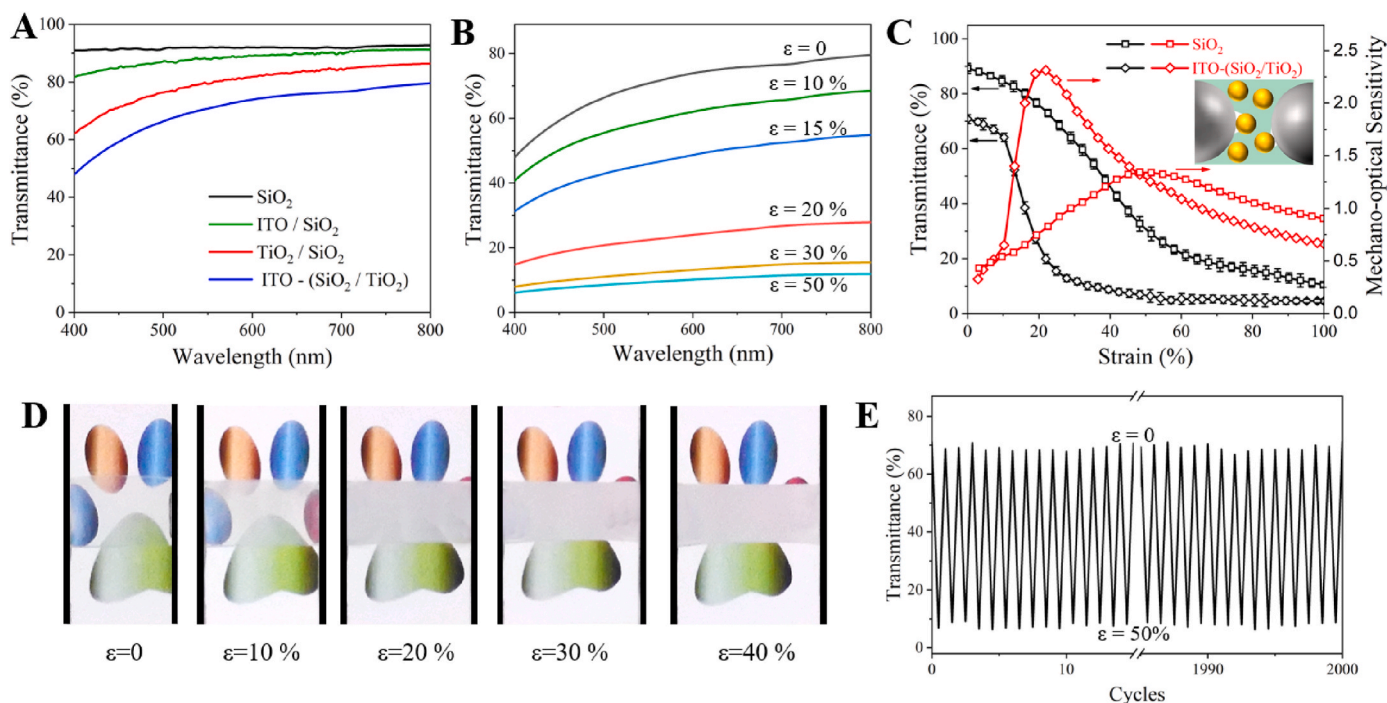 A
Transmittance (%)
100
80
60
40
20
0
SiO₂
ITO / SiO₂
TiO₂ / SiO₂
ITO - (SiO₂ / TiO₂)
400 500 600 700 800
Wavelength (nm)
B
Transmittance (%)
80
60
40
20
0
ε = 0
ε = 10 %
ε = 15 %
ε = 20 %
ε = 30 %
ε = 50 %
400 500 600 700 800
Wavelength (nm)
C
Transmittance (%)
100
80
60
40
20
0
SiO₂
ITO-(SiO₂/TiO₂)
2.5
2.0
1.5
1.0
0.5
0.0
Mechano-optical Sensitivity
0 20 40 60 80 100
Strain (%)
D
ε=0 ε=10 % ε=20 % ε=30 % ε=40 %
E
Transmittance (%)
80
60
40
20
0
ε = 0
ε = 50%
0 10 1990 2000
Cycles